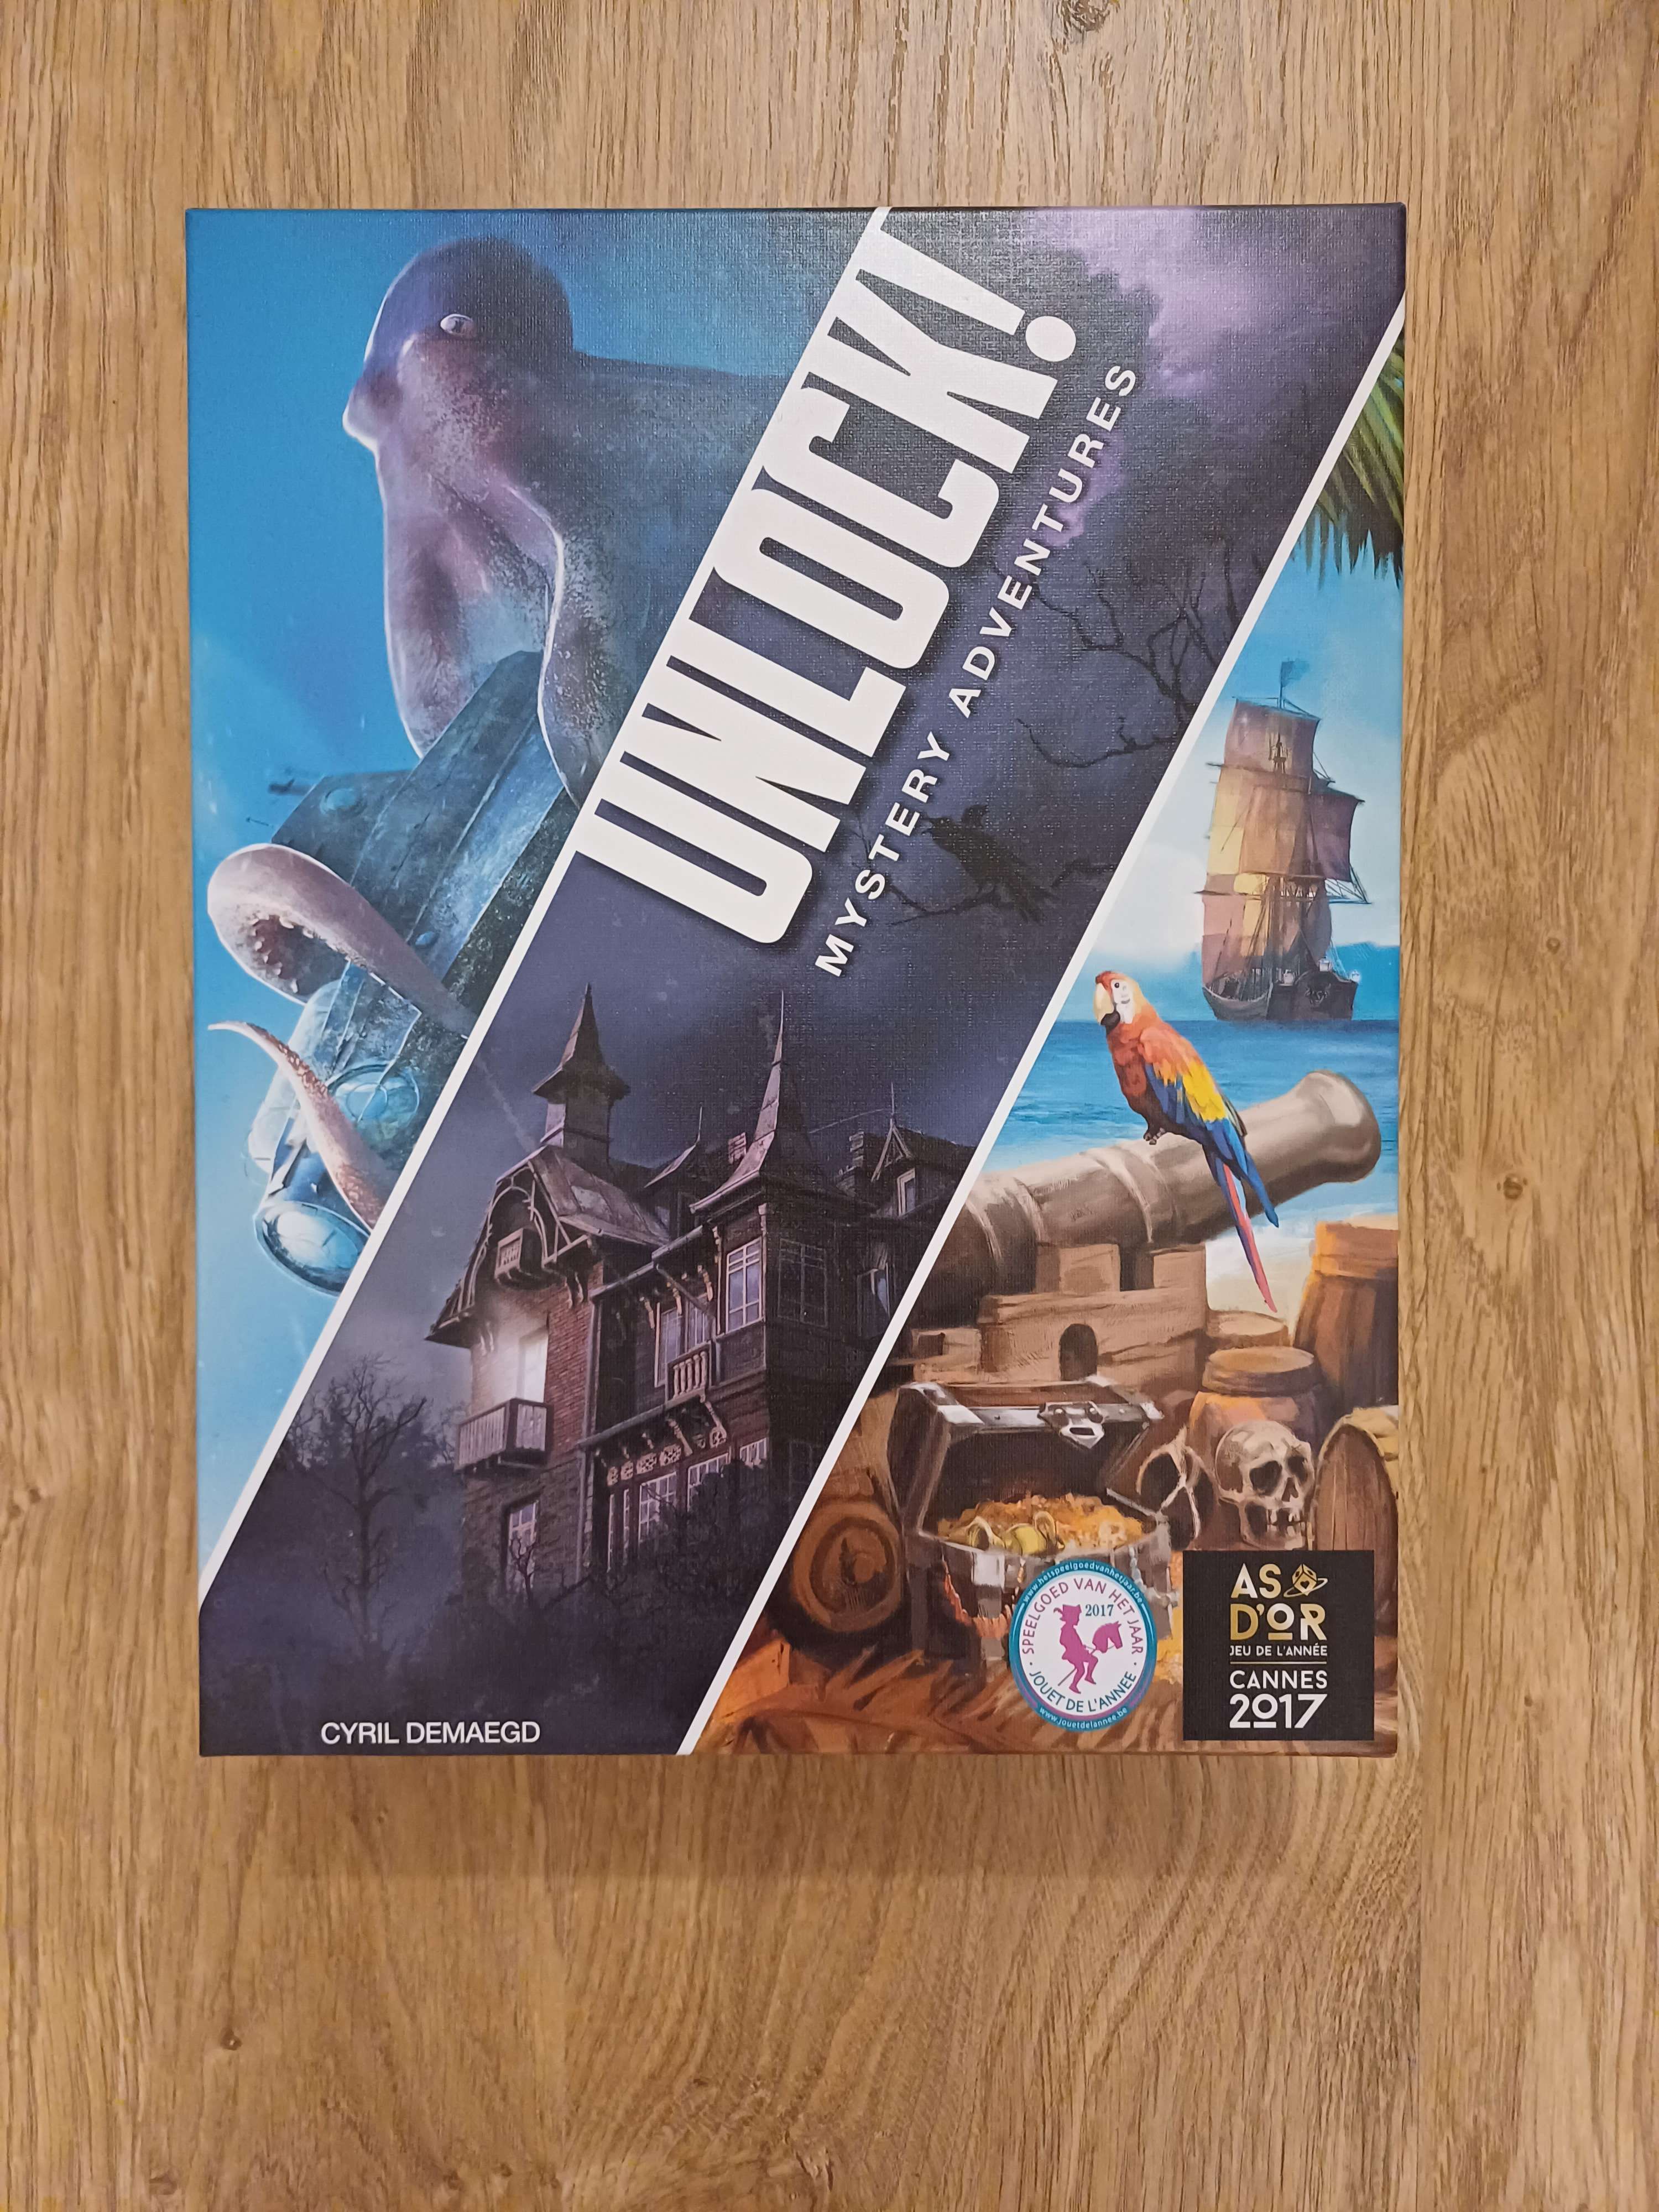 UNLOCK!
MYSTERY ADVENTURES
CYRIL DEMAEGD
www.hetspeelgoedvanhetjaar.be
SPEELGOED VAN HET JAAR
2017
JOUET DE L'ANNÉE
www.jouetdelannee.be
AS
D'OR
JEU DE L'ANNÉE
CANNES
2017